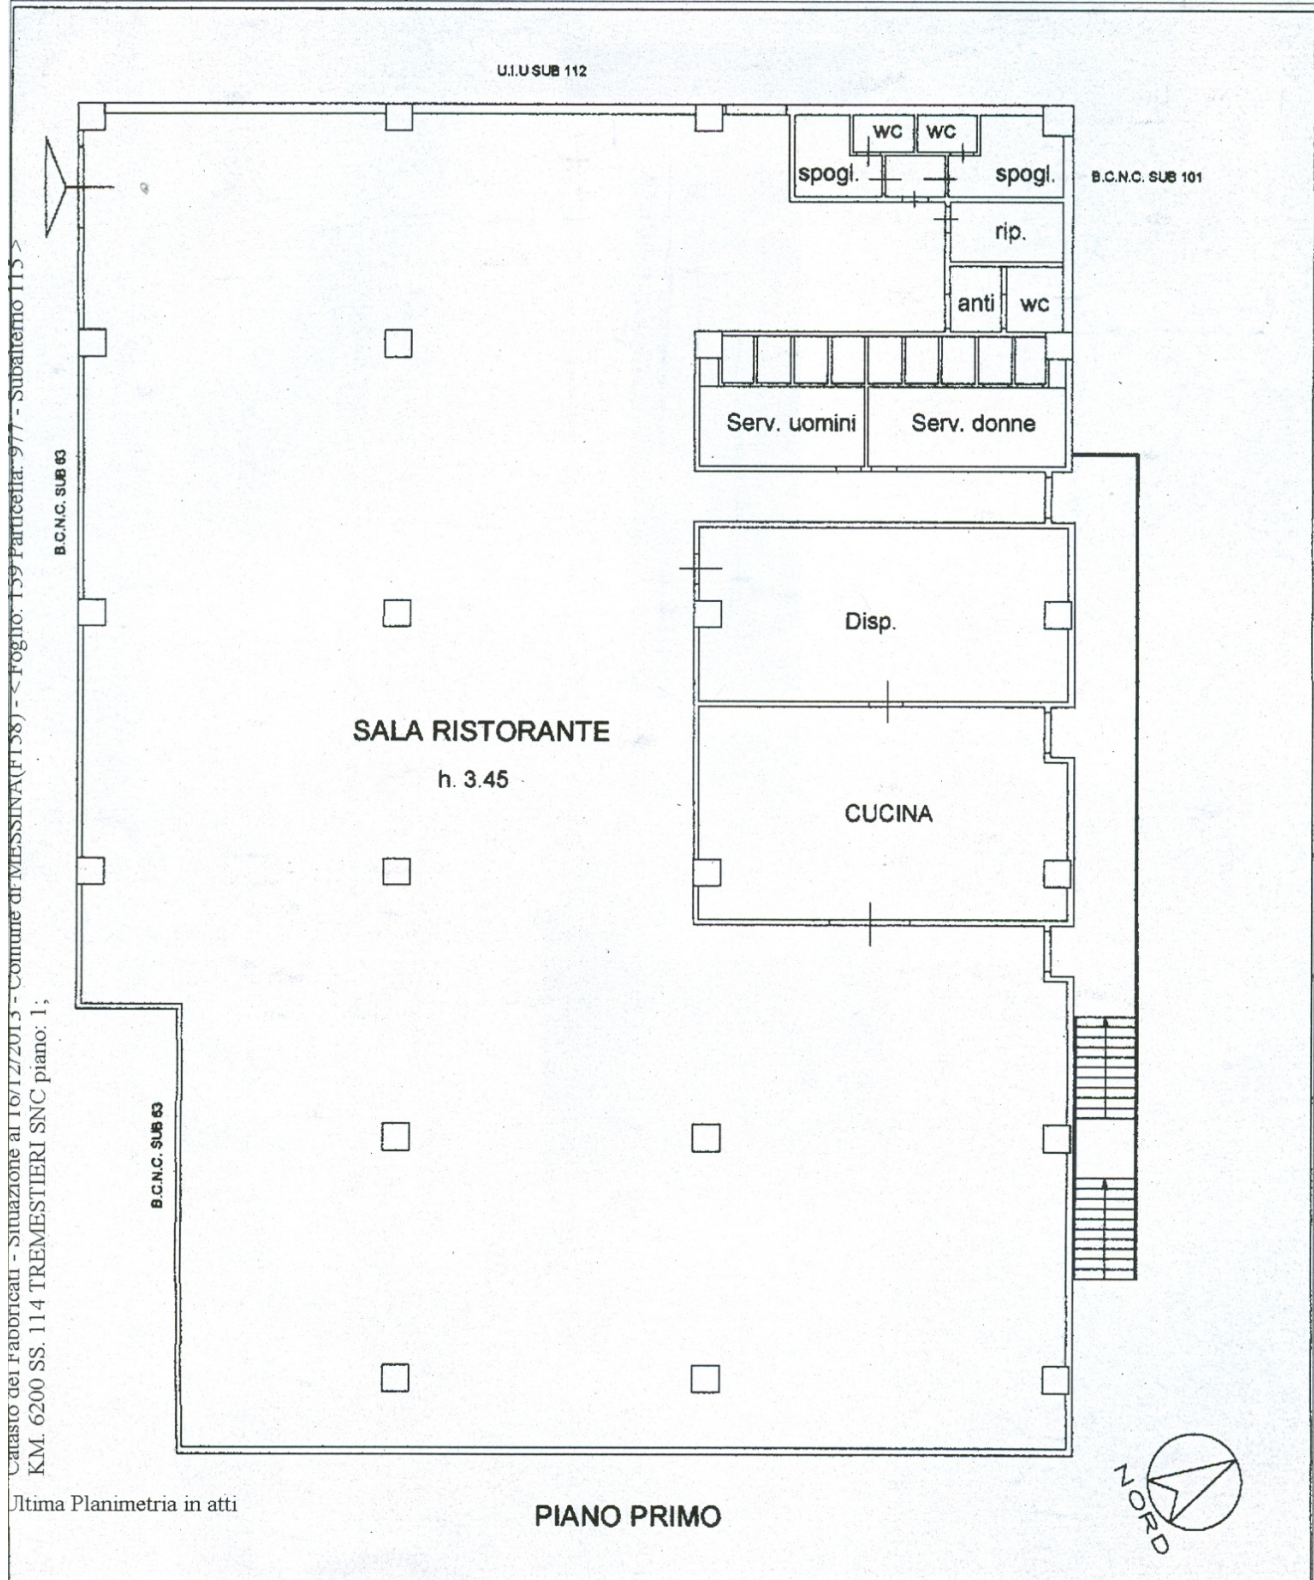 U.I.U SUB 112
wc
wc
spogl.
spogl.
B.C.N.C. SUB 101
rip.
anti
wc
Serv. uomini
Serv. donne
B.C.N.C. SUB 63
Disp.
SALA RISTORANTE
h. 3.45
CUCINA
B.C.N.C. SUB 63
Catasto dei Fabbricati - Situazione al 16/12/2013 - Comune di MESSINA(F158) - < Foglio: 159 Particella: 977 - Subalterno 115 >
KM. 6200 SS. 114 TREMESTIERI SNC piano: 1;
Ultima Planimetria in atti
PIANO PRIMO
NORD